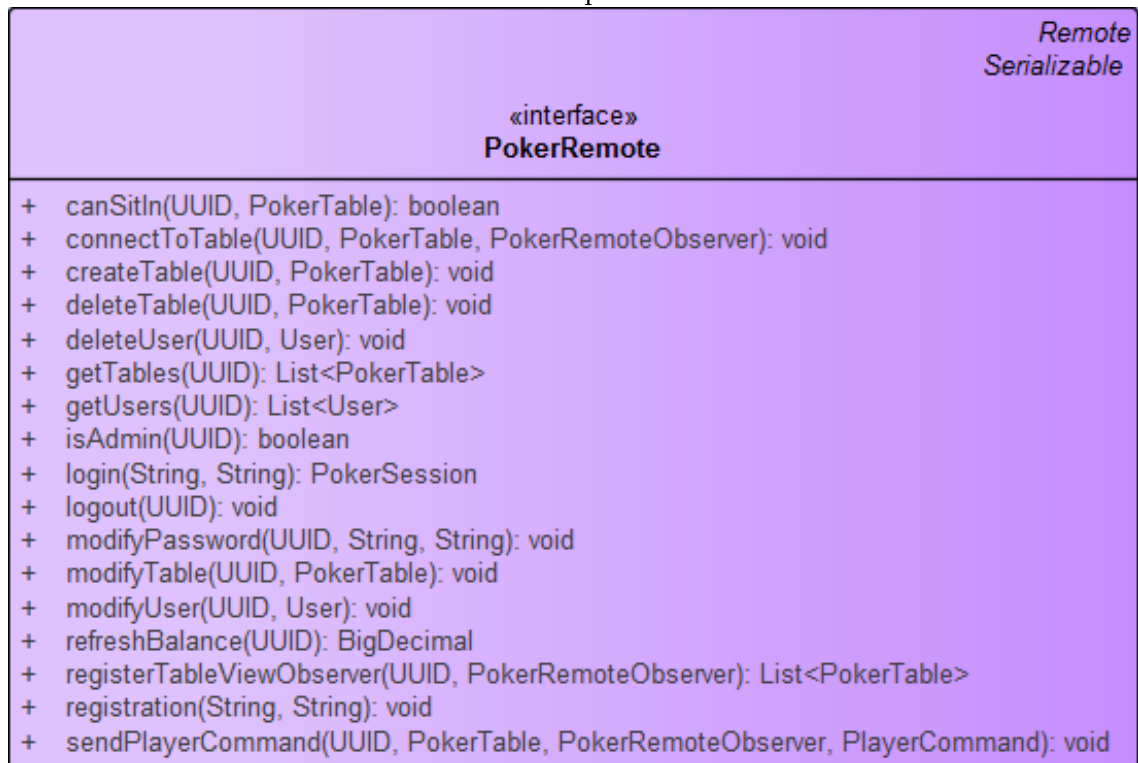 Remote
Serializable
«interface»
PokerRemote
+ canSitIn(UUID, PokerTable): boolean
+ connectToTable(UUID, PokerTable, PokerRemoteObserver): void
+ createTable(UUID, PokerTable): void
+ deleteTable(UUID, PokerTable): void
+ deleteUser(UUID, User): void
+ getTables(UUID): List<PokerTable>
+ getUsers(UUID): List<User>
+ isAdmin(UUID): boolean
+ login(String, String): PokerSession
+ logout(UUID): void
+ modifyPassword(UUID, String, String): void
+ modifyTable(UUID, PokerTable): void
+ modifyUser(UUID, User): void
+ refreshBalance(UUID): BigDecimal
+ registerTableViewObserver(UUID, PokerRemoteObserver): List<PokerTable>
+ registration(String, String): void
+ sendPlayerCommand(UUID, PokerTable, PokerRemoteObserver, PlayerCommand): void